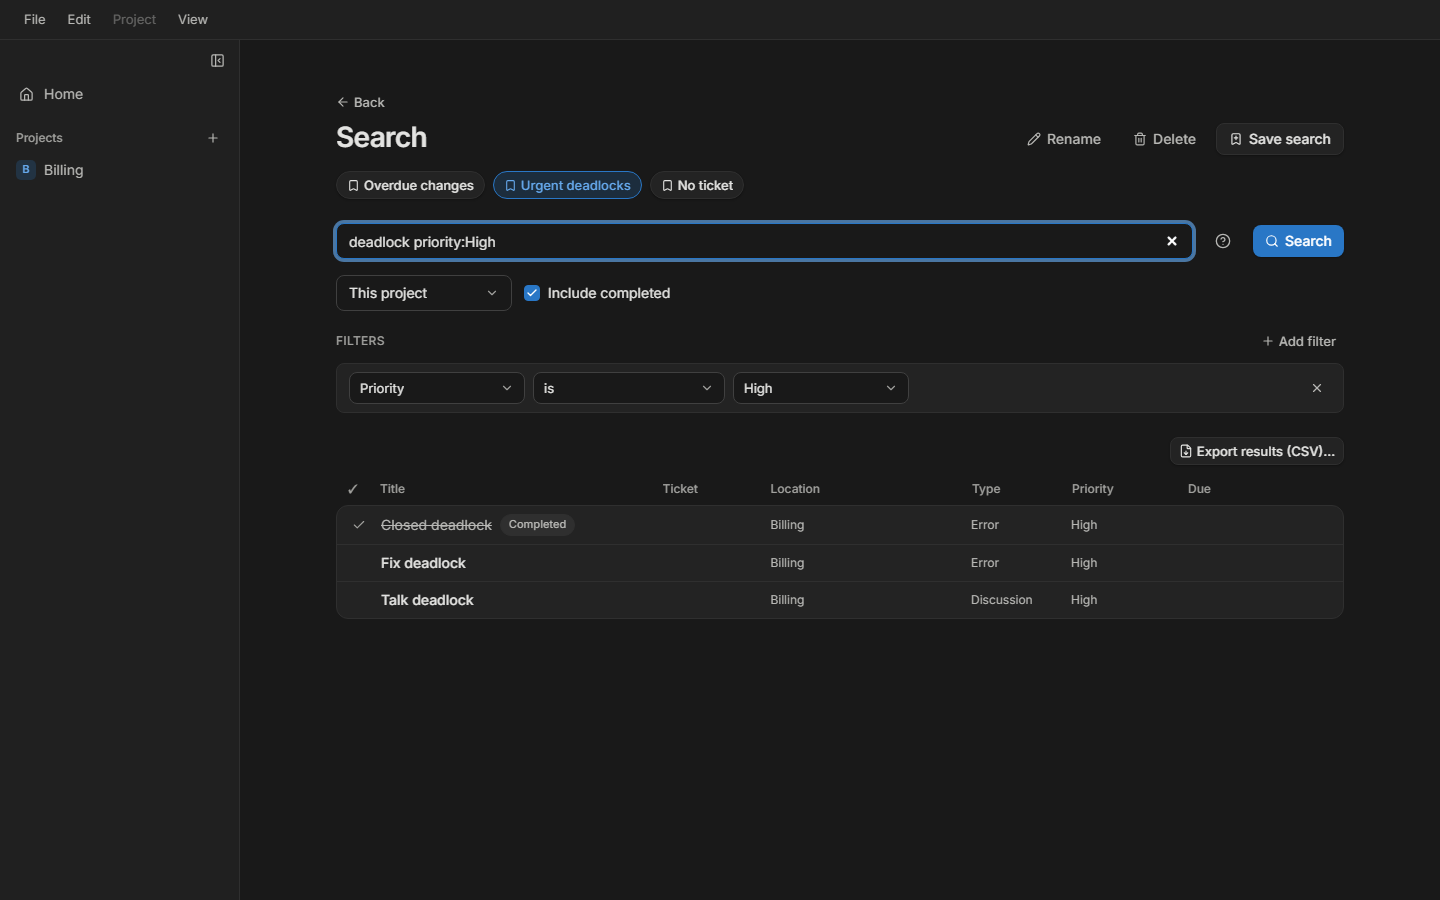 File Edit Project View
Home
Projects
B Billing
Back
Search
Rename Delete Save search
Overdue changes Urgent deadlocks No ticket
deadlock priority:High Search
This project Include completed
FILTERS Add filter
Priority is High
Export results (CSV)...
Title Ticket Location Type Priority Due
Closed deadlock Completed Billing Error High
Fix deadlock Billing Error High
Talk deadlock Billing Discussion High